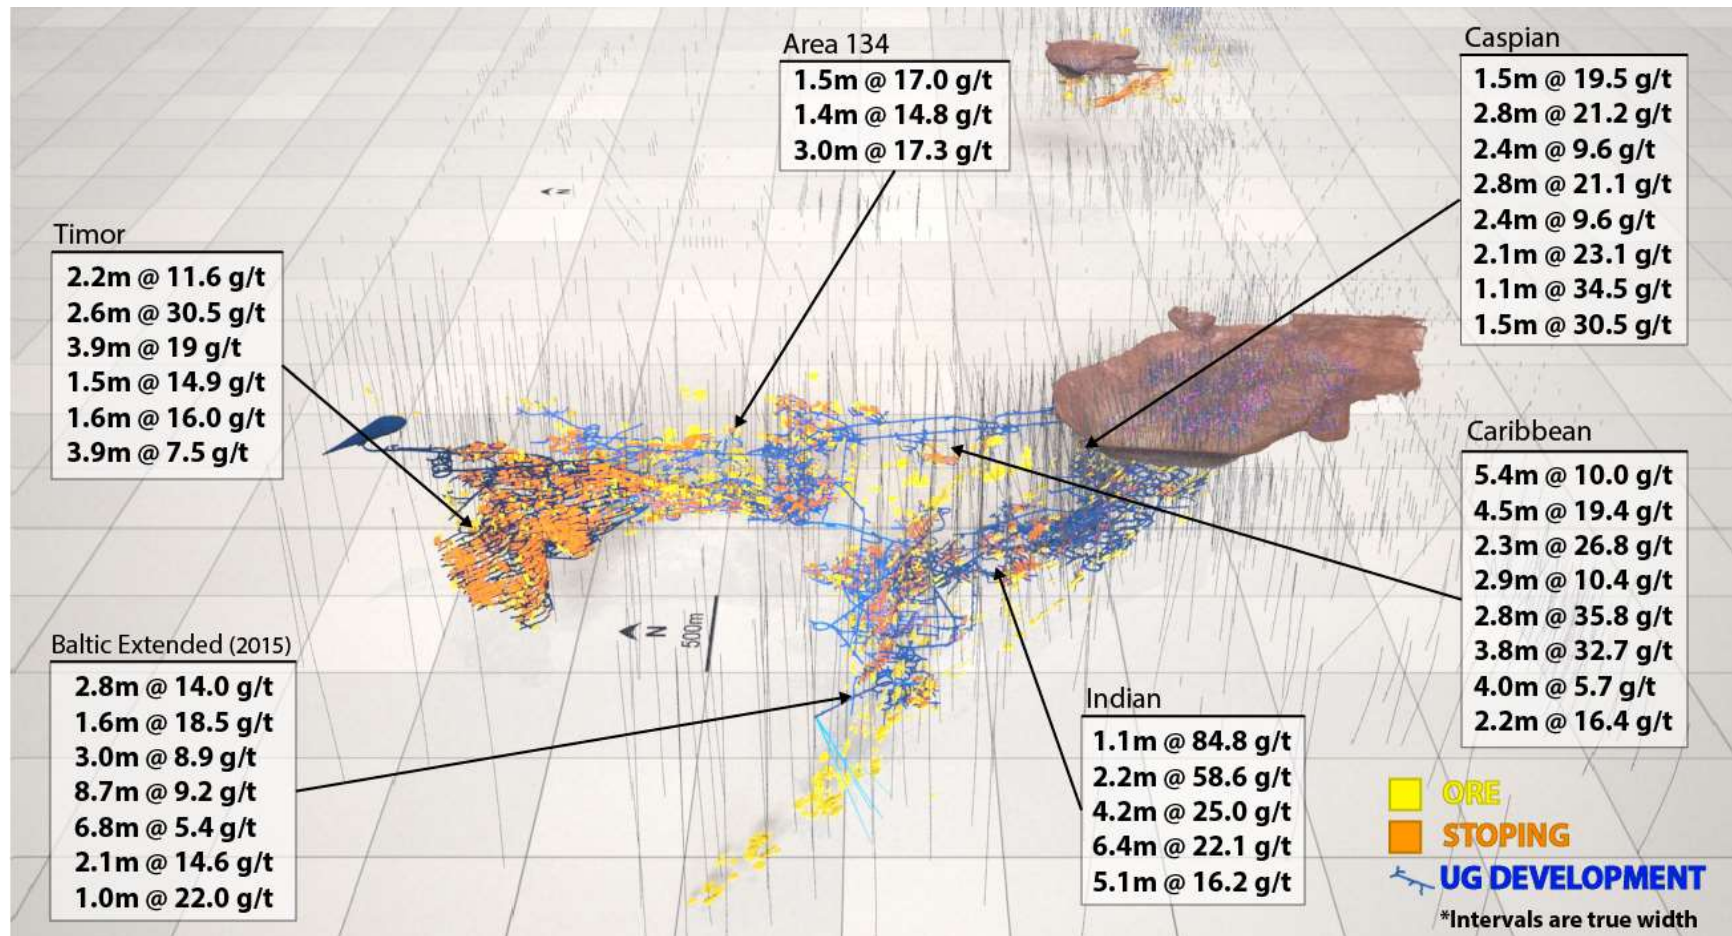 Area 134
1.5m @ 17.0 g/t
1.4m @ 14.8 g/t
3.0m @ 17.3 g/t
Caspian
1.5m @ 19.5 g/t
2.8m @ 21.2 g/t
2.4m @ 9.6 g/t
2.8m @ 21.1 g/t
2.4m @ 9.6 g/t
2.1m @ 23.1 g/t
1.1m @ 34.5 g/t
1.5m @ 30.5 g/t
N
Timor
2.2m @ 11.6 g/t
2.6m @ 30.5 g/t
3.9m @ 19 g/t
1.5m @ 14.9 g/t
1.6m @ 16.0 g/t
3.9m @ 7.5 g/t
Caribbean
5.4m @ 10.0 g/t
4.5m @ 19.4 g/t
2.3m @ 26.8 g/t
2.9m @ 10.4 g/t
2.8m @ 35.8 g/t
3.8m @ 32.7 g/t
4.0m @ 5.7 g/t
2.2m @ 16.4 g/t
N
500m
Baltic Extended (2015)
2.8m @ 14.0 g/t
1.6m @ 18.5 g/t
3.0m @ 8.9 g/t
8.7m @ 9.2 g/t
6.8m @ 5.4 g/t
2.1m @ 14.6 g/t
1.0m @ 22.0 g/t
Indian
1.1m @ 84.8 g/t
2.2m @ 58.6 g/t
4.2m @ 25.0 g/t
6.4m @ 22.1 g/t
5.1m @ 16.2 g/t
ORE
STOPING
UG DEVELOPMENT
*Intervals are true width